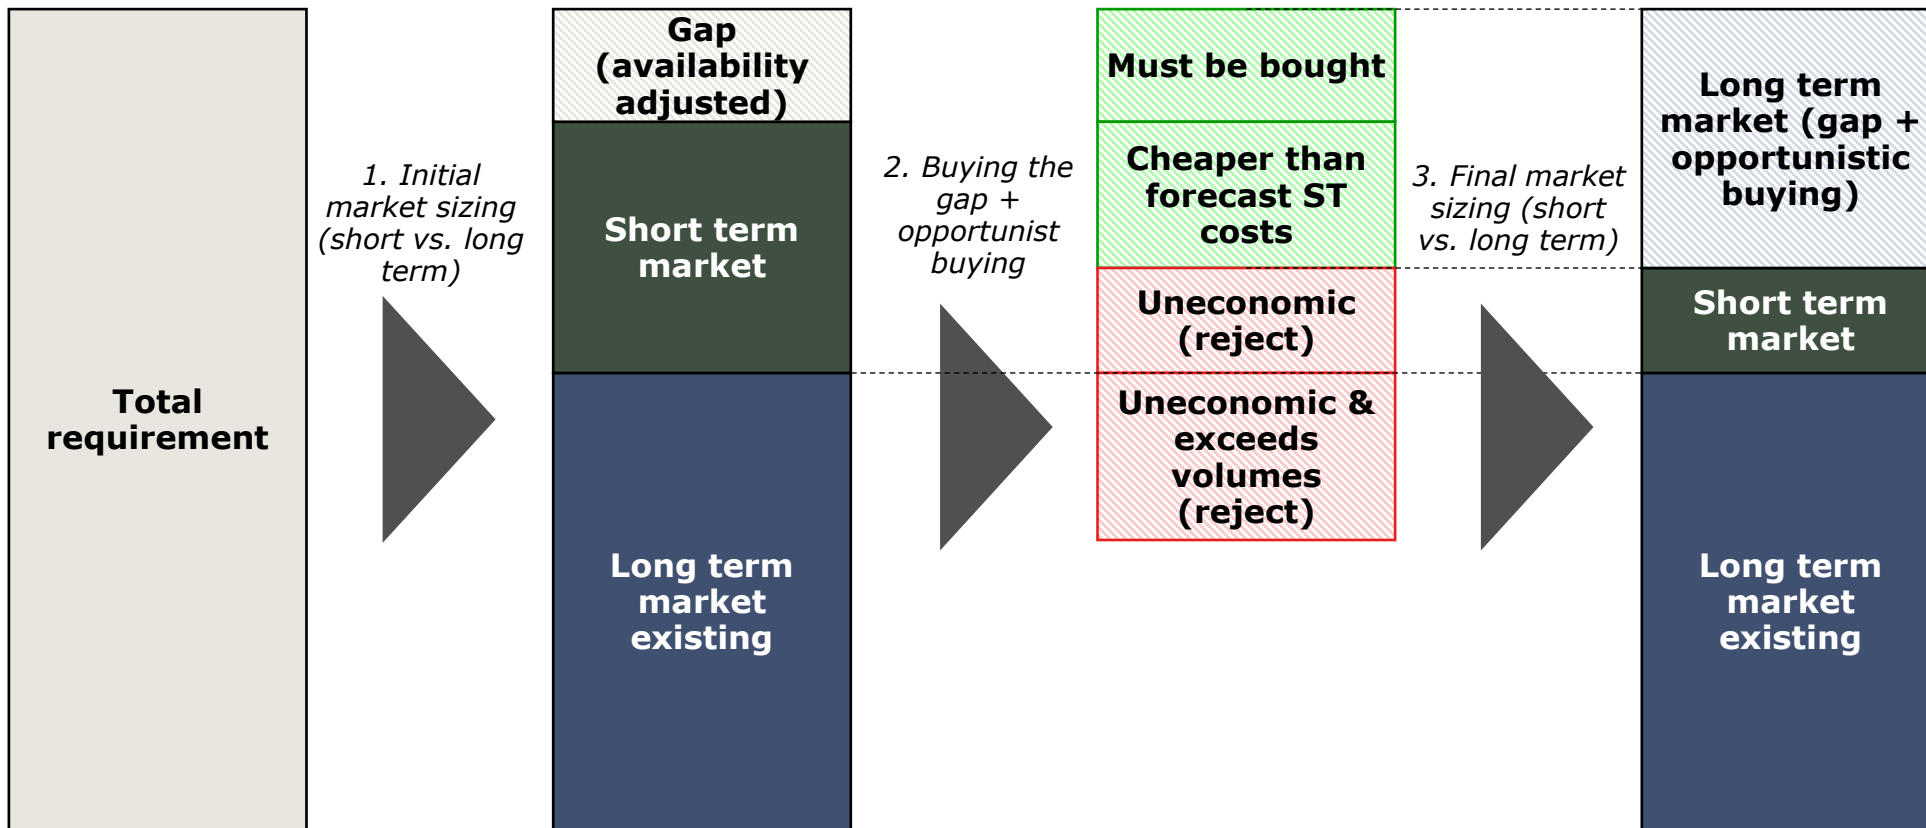 Total
requirement
1. Initial
market sizing
(short vs. long
term)
Gap
(availability
adjusted)
Short term
market
Long term
market
existing
2. Buying the
gap +
opportunist
buying
Must be bought
Cheaper than
forecast ST
costs
Uneconomic
(reject)
Uneconomic &
exceeds
volumes
(reject)
3. Final market
sizing (short
vs. long term)
Long term
market (gap +
opportunistic
buying)
Short term
market
Long term
market
existing